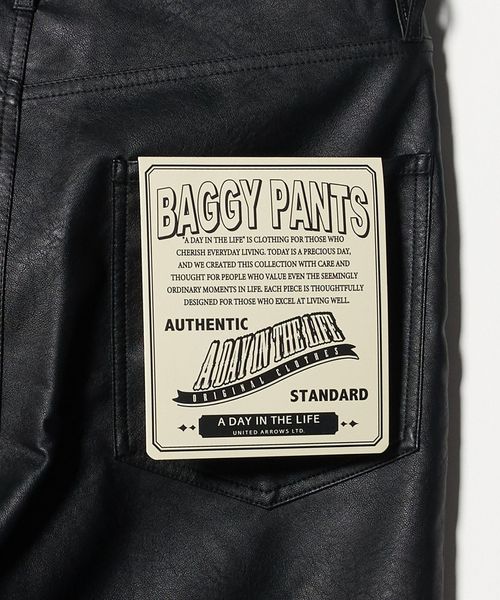 BAGGY PANTS
"A DAY IN THE LIFE" IS CLOTHING FOR THOSE WHO
CHERISH EVERYDAY LIVING. TODAY IS A PRECIOUS DAY,
AND WE CREATED THIS COLLECTION WITH CARE AND
THOUGHT FOR PEOPLE WHO VALUE EVEN THE SEEMINGLY
ORDINARY MOMENTS IN LIFE. EACH PIECE IS THOUGHTFULLY
DESIGNED FOR THOSE WHO EXCEL AT LIVING WELL.
AUTHENTIC
A DAY IN THE LIFE
ORIGINAL CLOTHES
STANDARD
A DAY IN THE LIFE
UNITED ARROWS LTD.